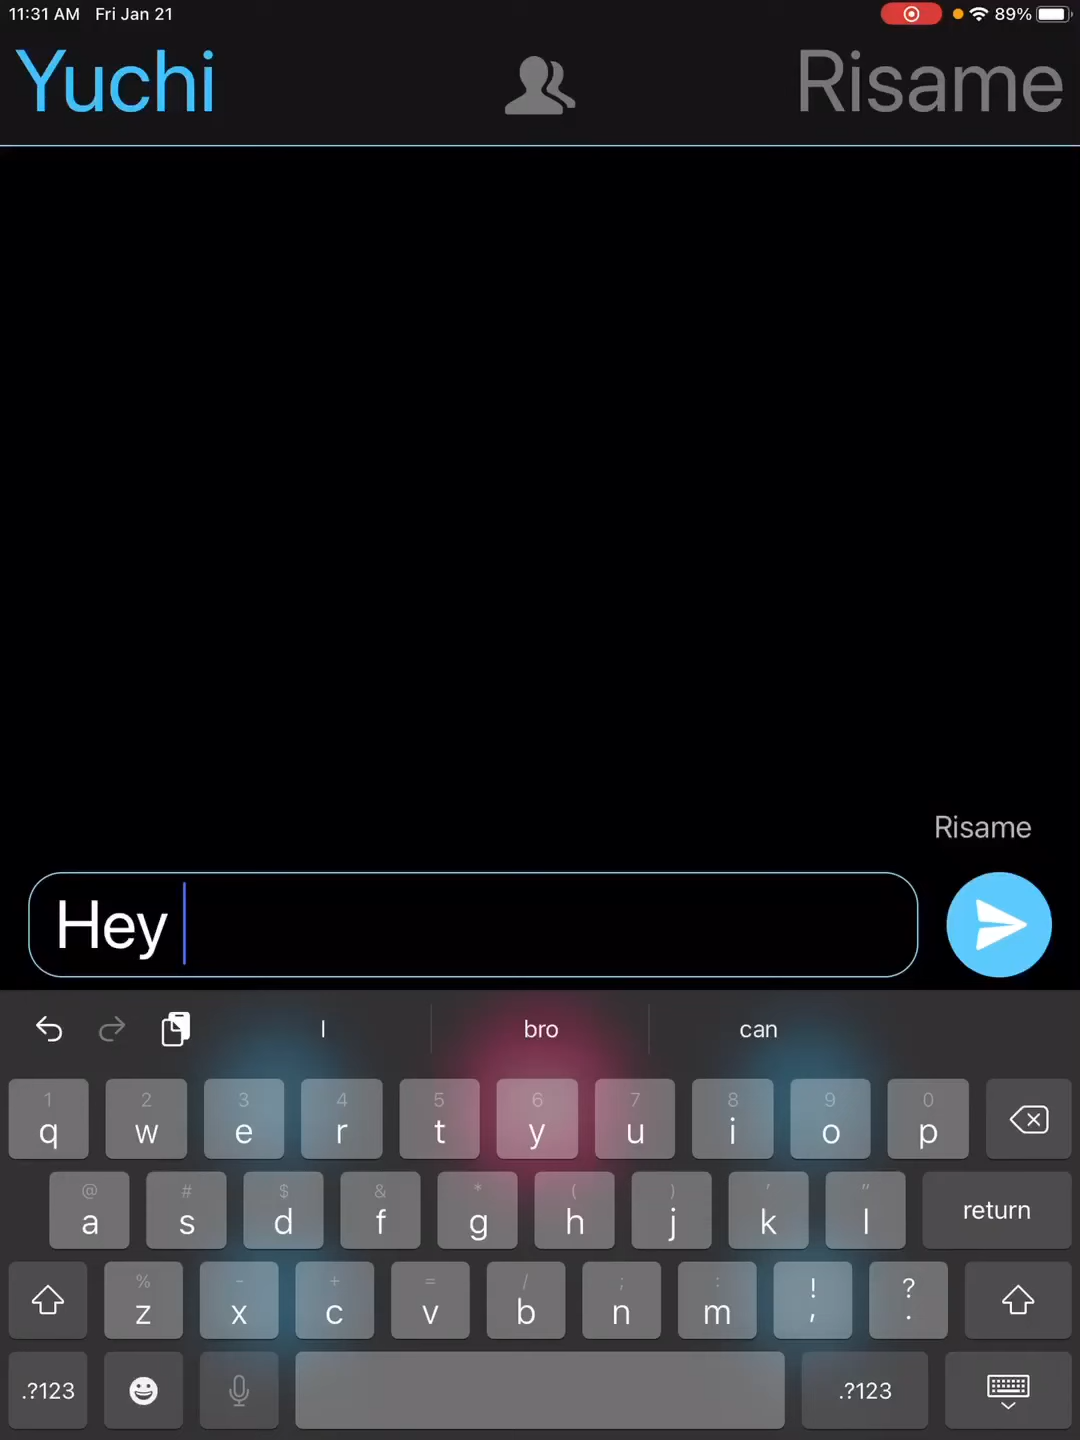 11:31 AM Fri Jan 21 89%
Yuchi Risame
Risame
Hey
I bro can
1 2 3 4 5 6 7 8 9 0
q w e r t y u i o p
@ # $ & * ( ) ' "
a s d f g h j k l return
% - + = / ; : ! ?
z x c v b n m , .
.?123 .?123